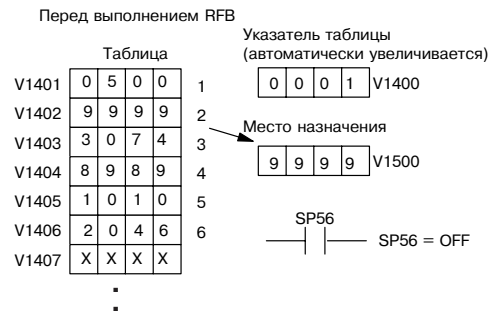 Перед выполнением RFB
Таблица
V1401 0 5 0 0 1
V1402 9 9 9 9 2
V1403 3 0 7 4 3
V1404 8 9 8 9 4
V1405 1 0 1 0 5
V1406 2 0 4 6 6
V1407 X X X X
Указатель таблицы
(автоматически увеличивается)
0 0 0 1 V1400
Место назначения
9 9 9 9 V1500
SP56
SP56 = OFF